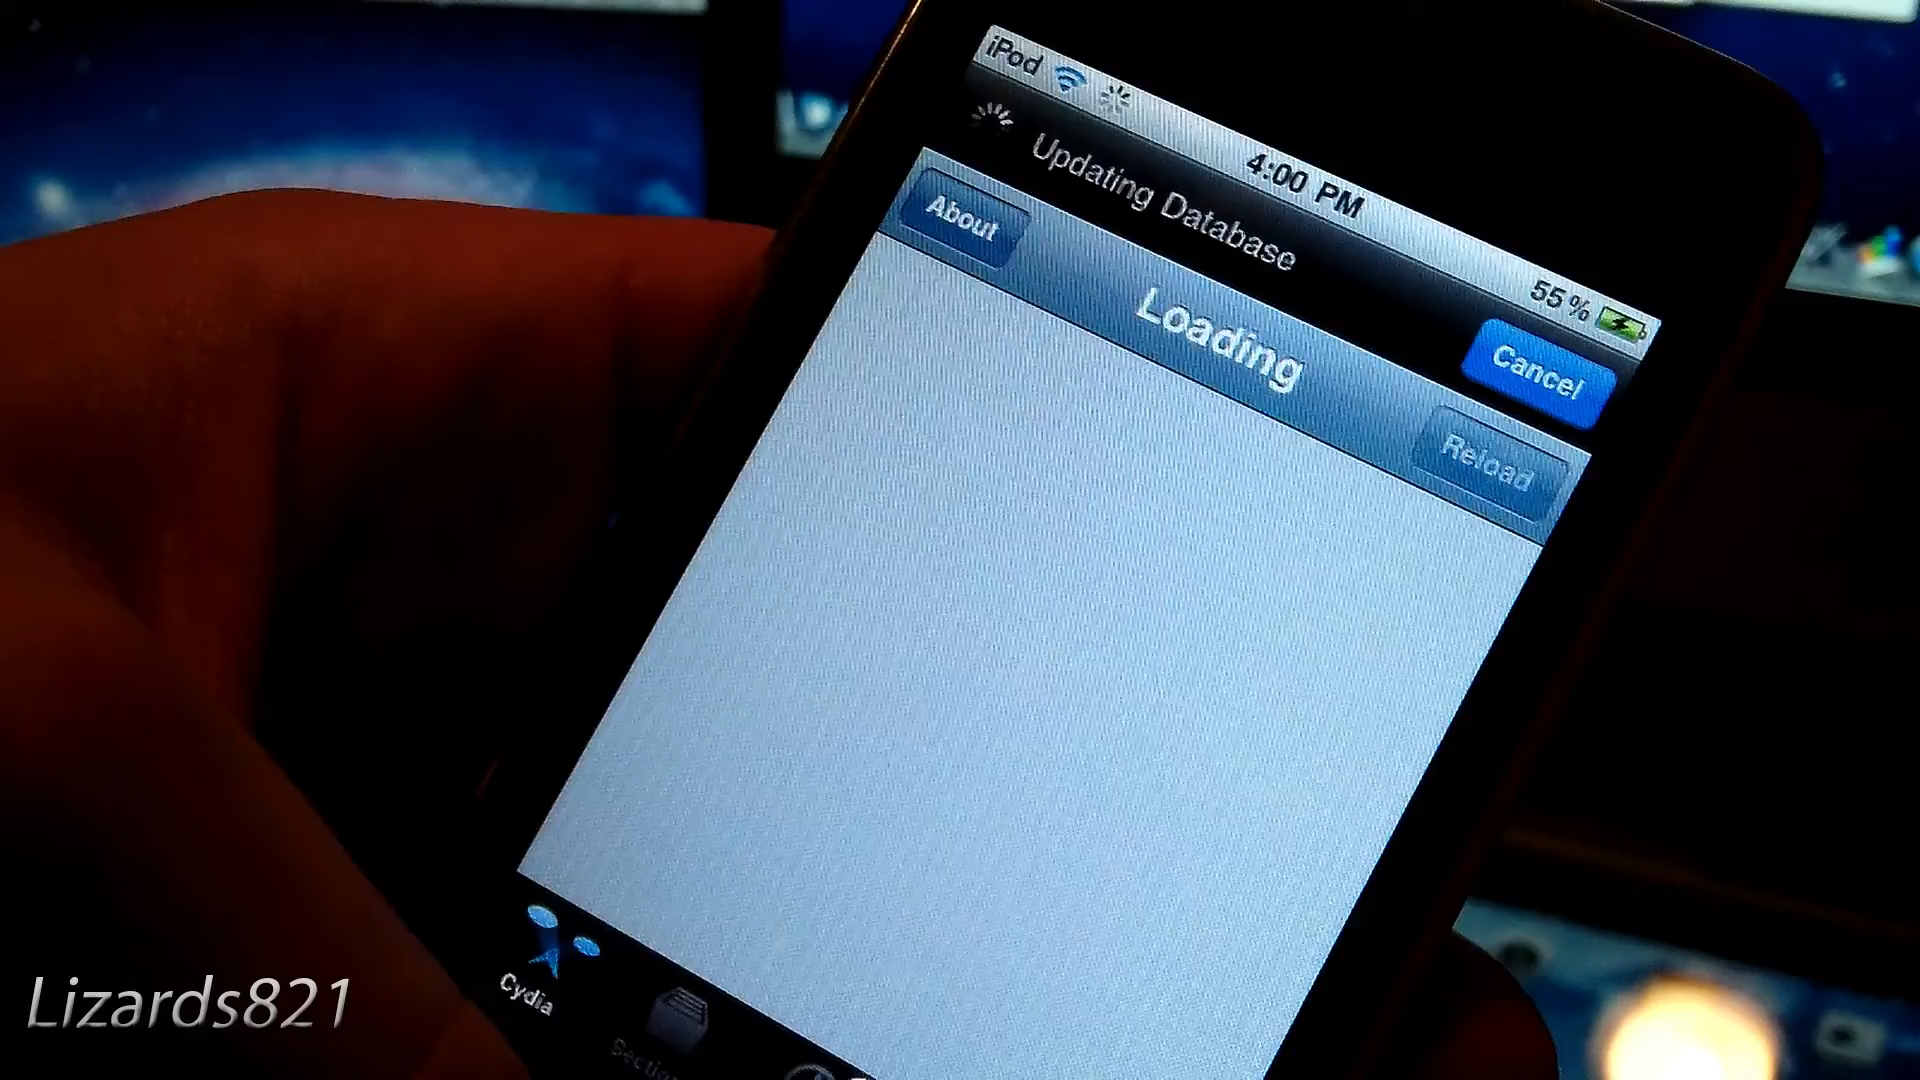 iPod 4:00 PM 55%
Updating Database
Cancel
About
Loading
Reload
Cydia
Lizards821